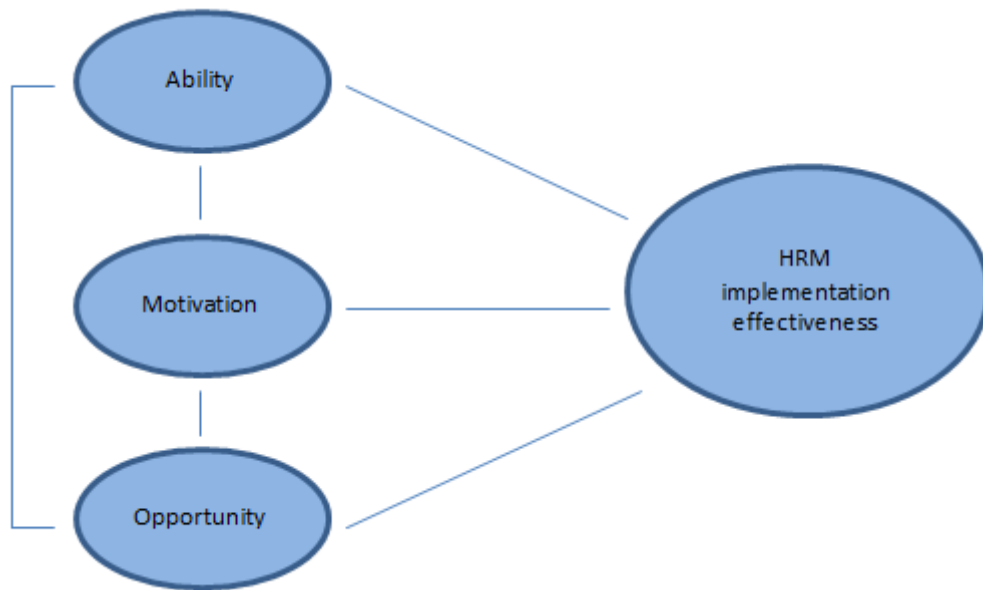 Ability
Motivation
Opportunity
HRM
implementation
effectiveness